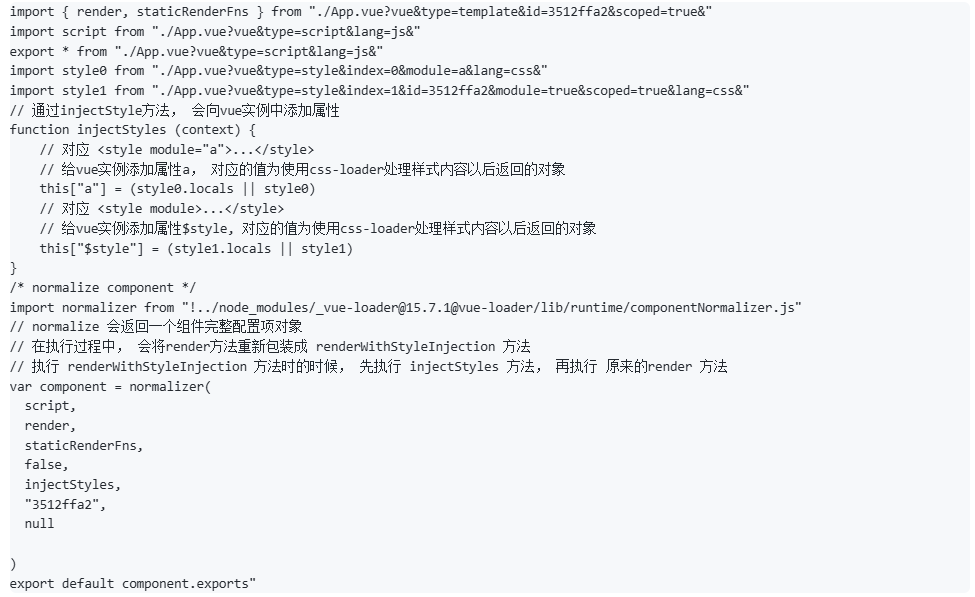 import { render, staticRenderFns } from "./App.vue?vue&type=template&id=3512ffa2&scoped=true&"
import script from "./App.vue?vue&type=script&lang=js&"
export * from "./App.vue?vue&type=script&lang=js&"
import style0 from "./App.vue?vue&type=style&index=0&module=a&lang=css&"
import style1 from "./App.vue?vue&type=style&index=1&id=3512ffa2&module=true&scoped=true&lang=css&"
// 通过injectStyle方法， 会向vue实例中添加属性
function injectStyles (context) {
    // 对应 <style module="a">...</style>
    // 给vue实例添加属性a， 对应的值为使用css-loader处理样式内容以后返回的对象
    this["a"] = (style0.locals || style0)
    // 对应 <style module>...</style>
    // 给vue实例添加属性$style, 对应的值为使用css-loader处理样式内容以后返回的对象
    this["$style"] = (style1.locals || style1)
}
/* normalize component */
import normalizer from "!../node_modules/_vue-loader@15.7.1@vue-loader/lib/runtime/componentNormalizer.js"
// normalize 会返回一个组件完整配置项对象
// 在执行过程中， 会将render方法重新包装成 renderWithStyleInjection 方法
// 执行 renderWithStyleInjection 方法时的时候， 先执行 injectStyles 方法， 再执行 原来的render 方法
var component = normalizer(
  script,
  render,
  staticRenderFns,
  false,
  injectStyles,
  "3512ffa2",
  null
)
export default component.exports"